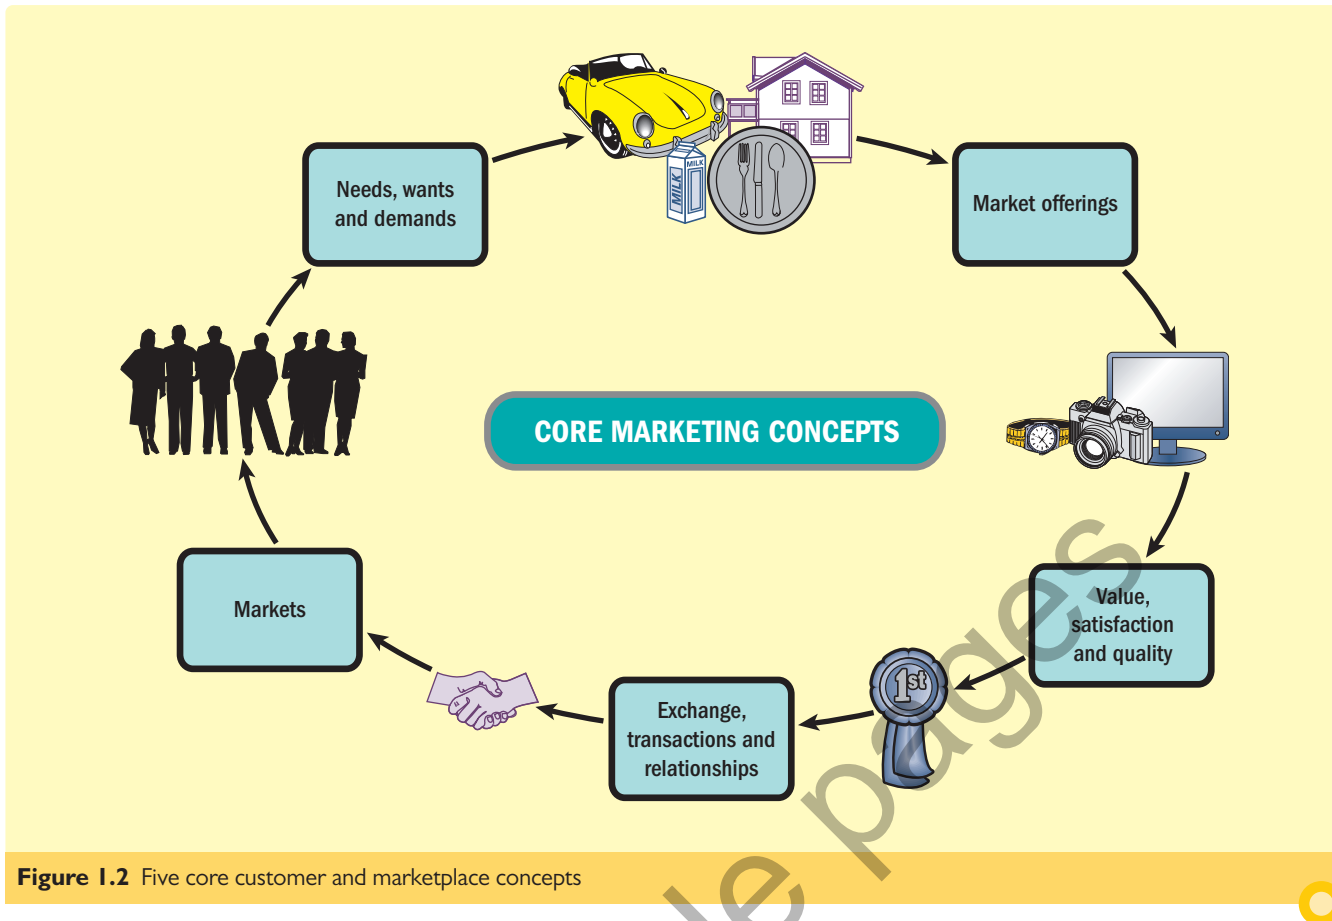 Needs, wants
and demands
MILK
MILK
Market offerings
CORE MARKETING CONCEPTS
Value,
satisfaction
and quality
1st
Exchange,
transactions and
relationships
Markets
Figure 1.2 Five core customer and marketplace concepts
pages